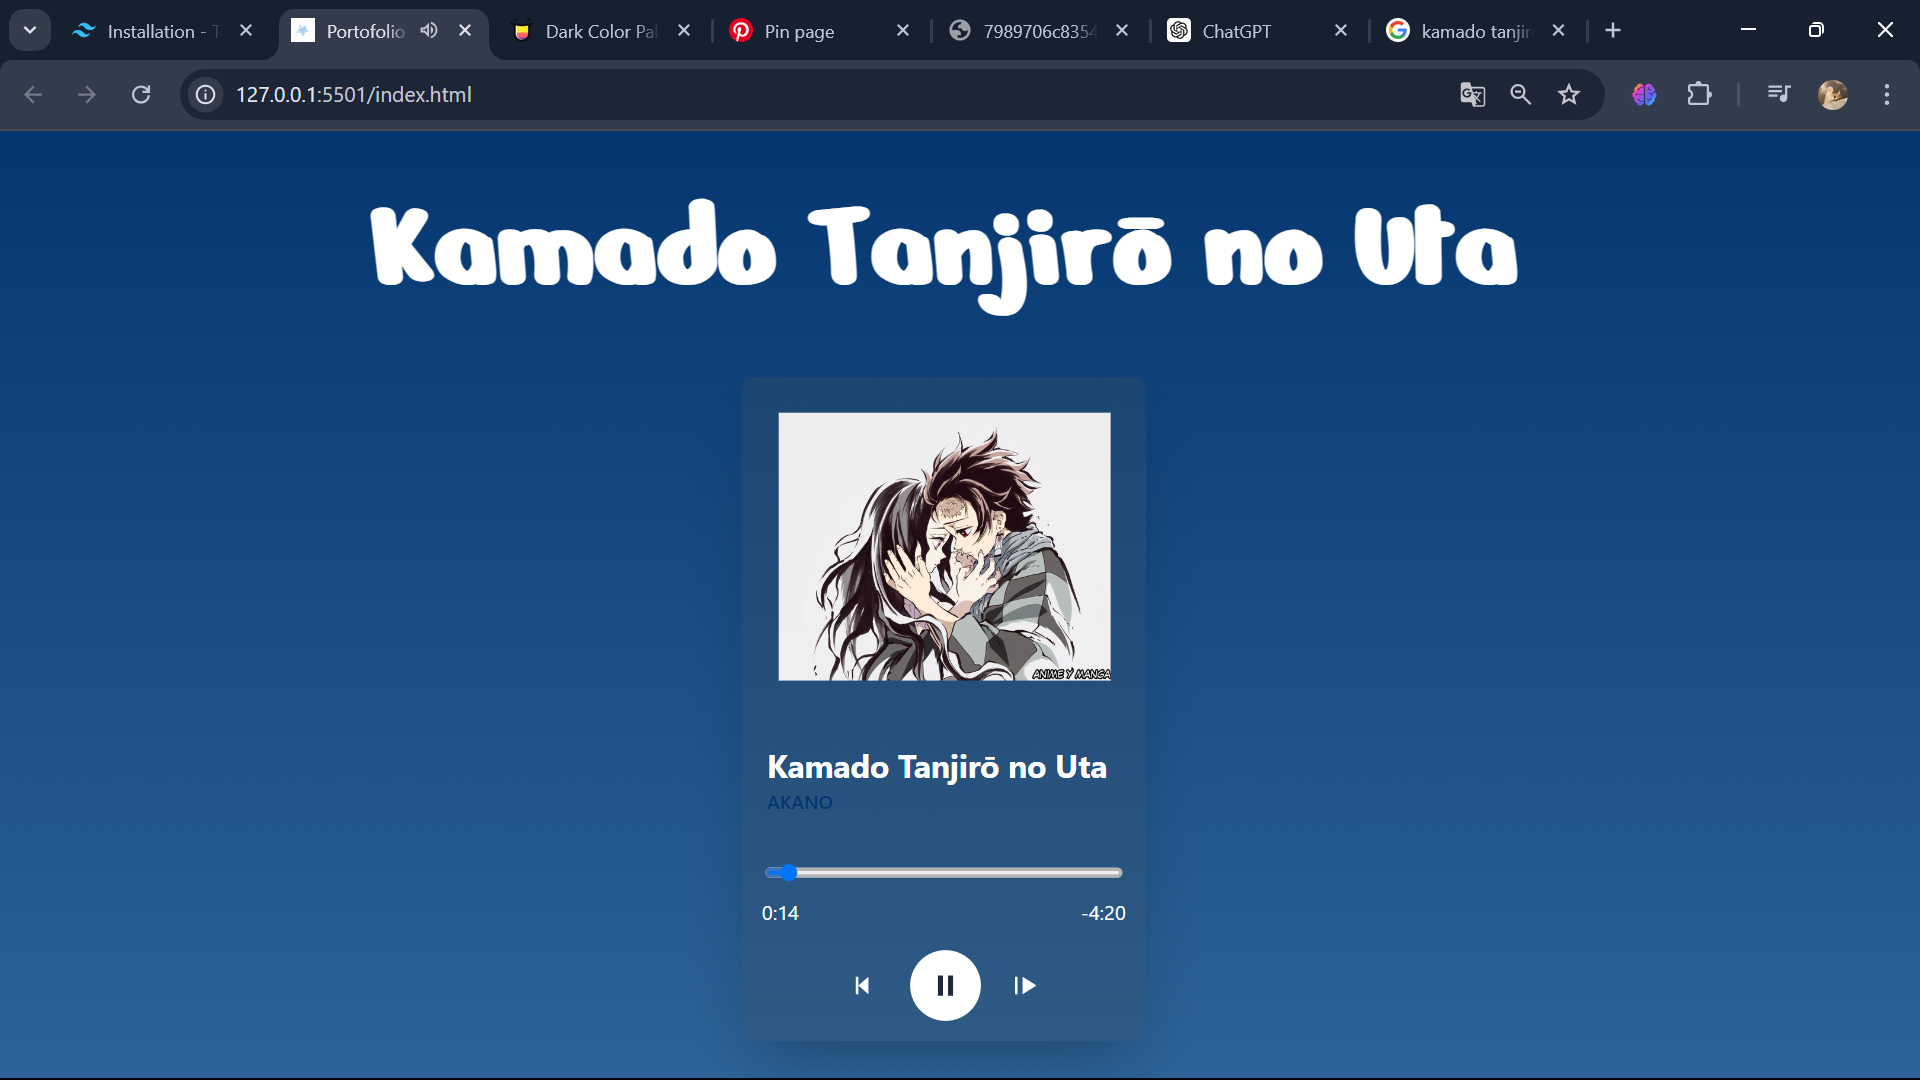 Installation - T
Portofolio
Dark Color Pal
Pin page
7989706c8354
ChatGPT
kamado tanjir
127.0.0.1:5501/index.html
Kamado Tanjirō no Uta
ANIME Y MANGA
Kamado Tanjirō no Uta
AKANO
0:14
-4:20